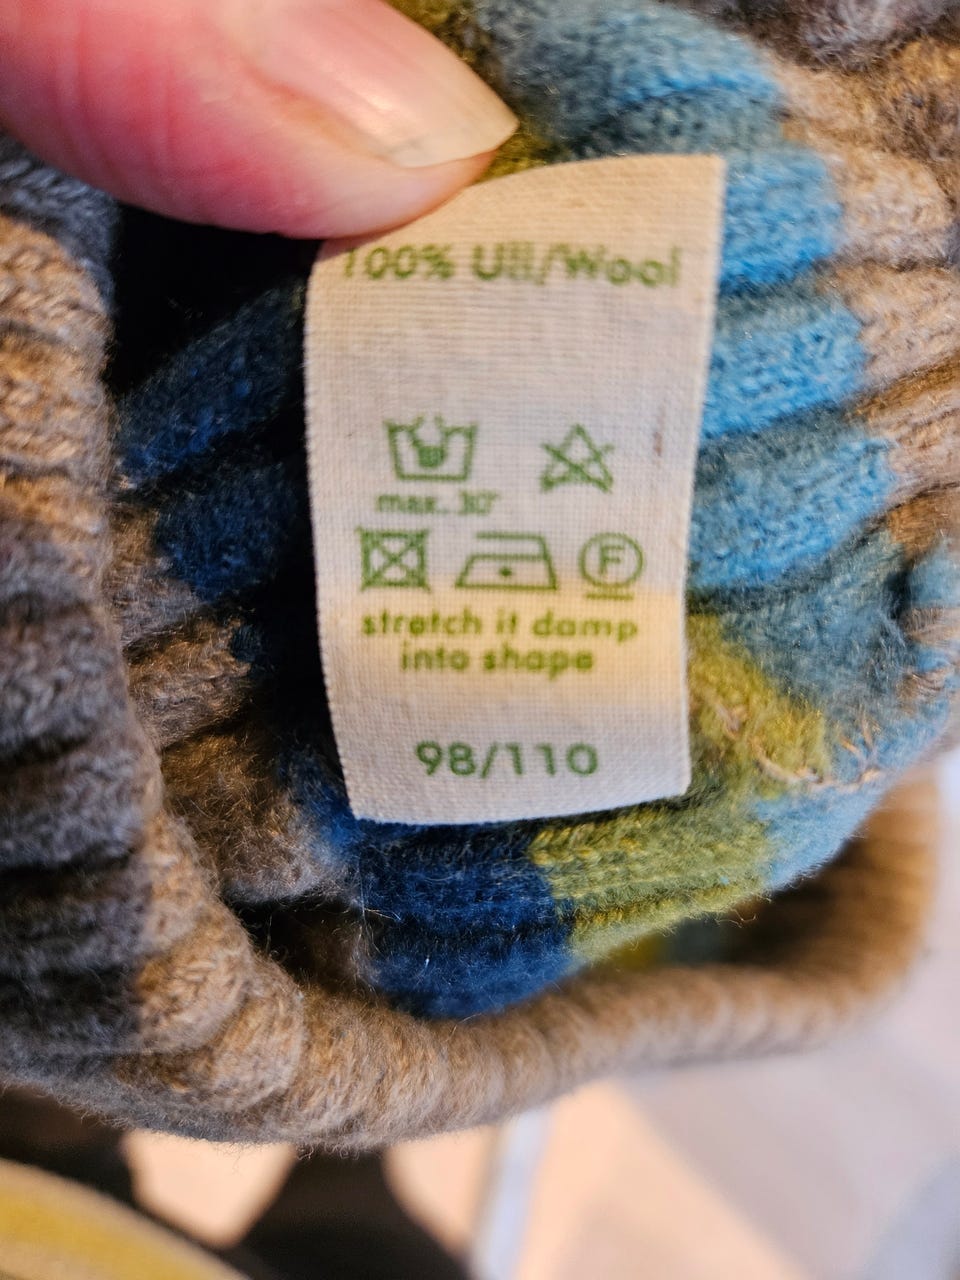 100% Ull/Wool
max. 30°
F
stretch it damp
into shape
98/110